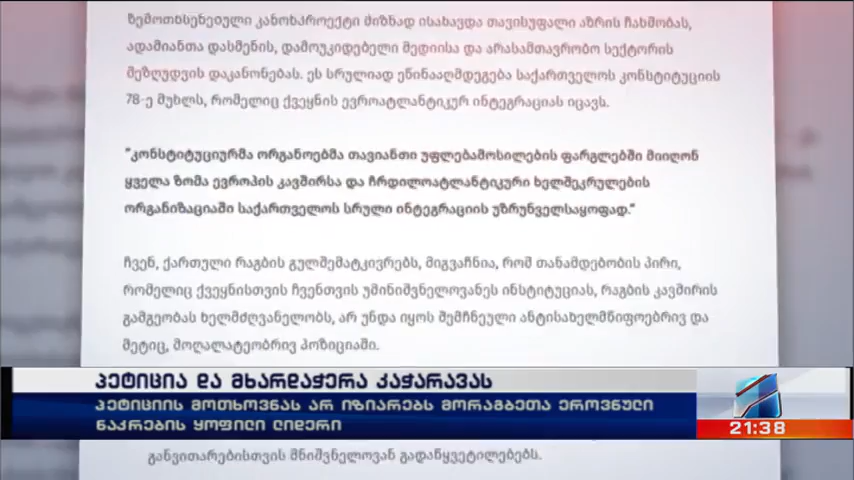 ზემოთხსენებული კანონპროექტი მიზნად ისახავდა თავისუფალი აზრის ჩახშობას,
ადამიანთა დასმენის, დამოუკიდებელი მედიისა და არასამთავრობო სექტორის
შეზღუდვის დაკანონებას. ეს სრულიად ეწინააღმდეგება საქართველოს კონსტიტუციის
78-ე მუხლს, რომელიც ქვეყნის ევროატლანტიკურ ინტეგრაციას იცავს.
"კონსტიტუციურმა ორგანოებმა თავიანთი უფლებამოსილების ფარგლებში მიიღონ
ყველა ზომა ევროპის კავშირსა და ჩრდილოატლანტიკური ხელშეკრულების
ორგანიზაციაში საქართველოს სრული ინტეგრაციის უზრუნველსაყოფად."
ჩვენ, ქართული რაგბის გულშემატკივრებს, მიგვაჩნია, რომ თანამდებობის პირი,
რომელიც ქვეყნისთვის ჩვენთვის უმინიშვნელოვანეს ინსტიტუციას, რაგბის კავშირის
გამგეობას ხელმძღვანელობს, არ უნდა იყოს შემჩნეული ანტისახელმწიფოებრივ და
მეტიც, მოღალატეობრივ პოზიციაში.
პეტიცია და მხარდაჭერა კაჭარავას
პეტიციის მოთხოვნას არ იზიარებს მორაგბეთა ეროვნული
ნაკრების ყოფილი ლიდერი
21:38
განვითარებისთვის მნიშვნელოვან გადაწყვეტილებებს.